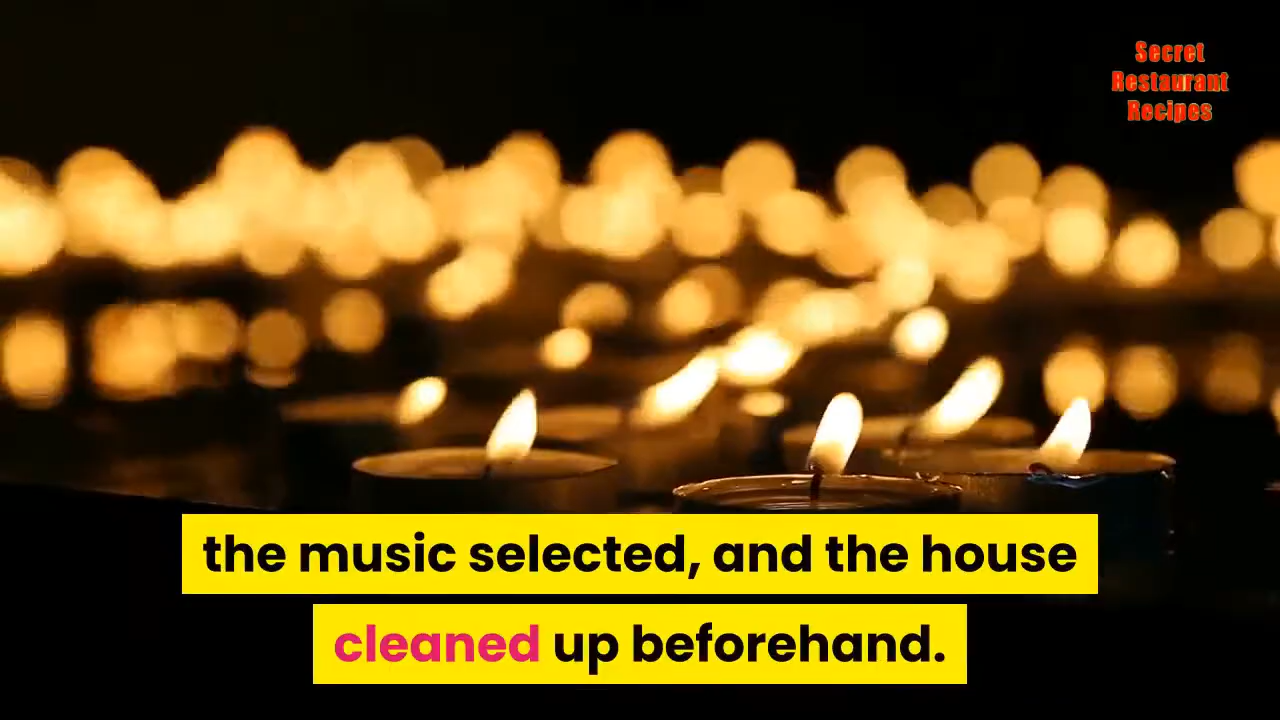 Secret
Restaurant
Recipes
the music selected, and the house
cleaned up beforehand.